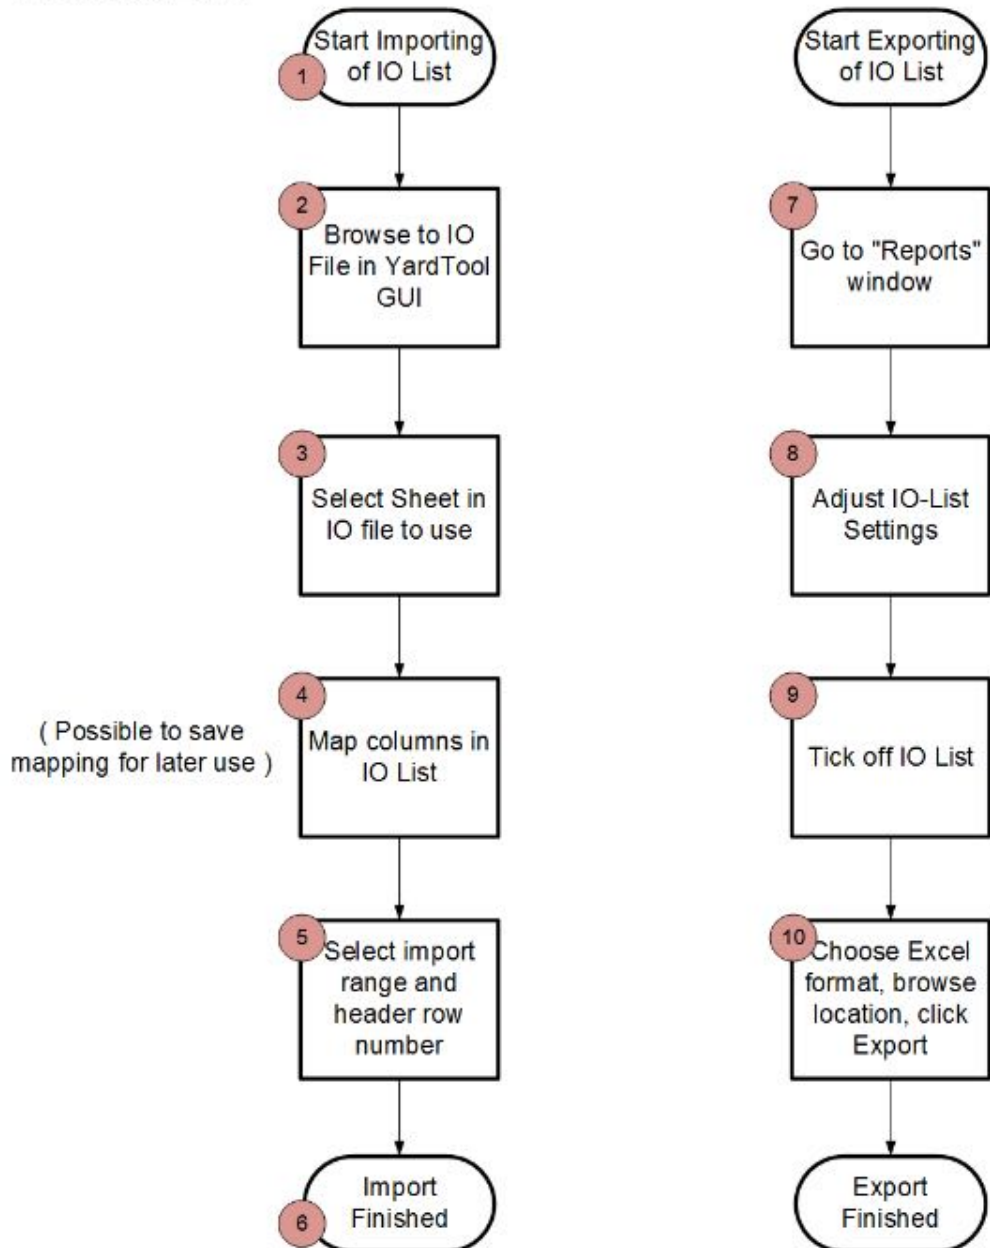 Start Importing
of IO List
1
2
Browse to IO
File in YardTool
GUI
3
Select Sheet in
IO file to use
( Possible to save
mapping for later use )
4
Map columns in
IO List
5
Select import
range and
header row
number
Import
Finished
6
Start Exporting
of IO List
7
Go to "Reports"
window
8
Adjust IO-List
Settings
9
Tick off IO List
10
Choose Excel
format, browse
location, click
Export
Export
Finished